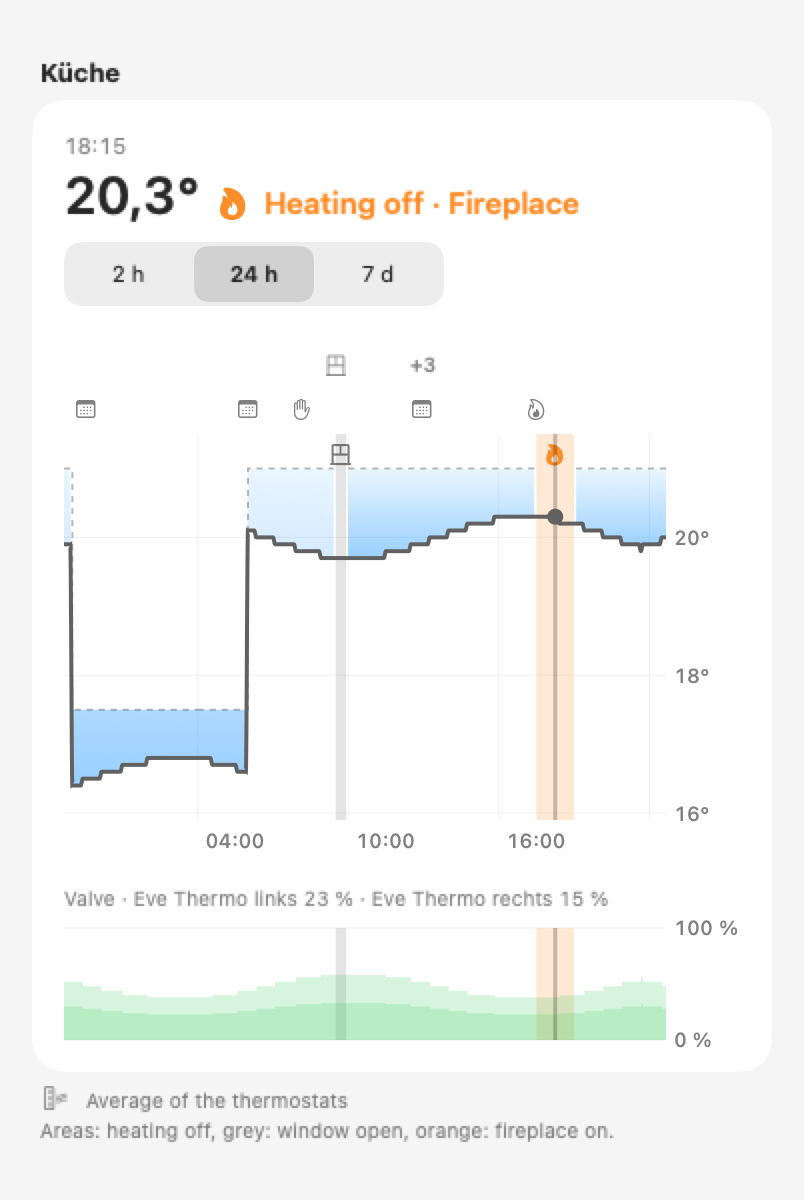 Küche
18:15
20,3° Heating off · Fireplace
2 h 24 h 7 d
+3
20°
18°
16°
04:00 10:00 16:00
Valve · Eve Thermo links 23 % · Eve Thermo rechts 15 %
100 %
0 %
Average of the thermostats
Areas: heating off, grey: window open, orange: fireplace on.